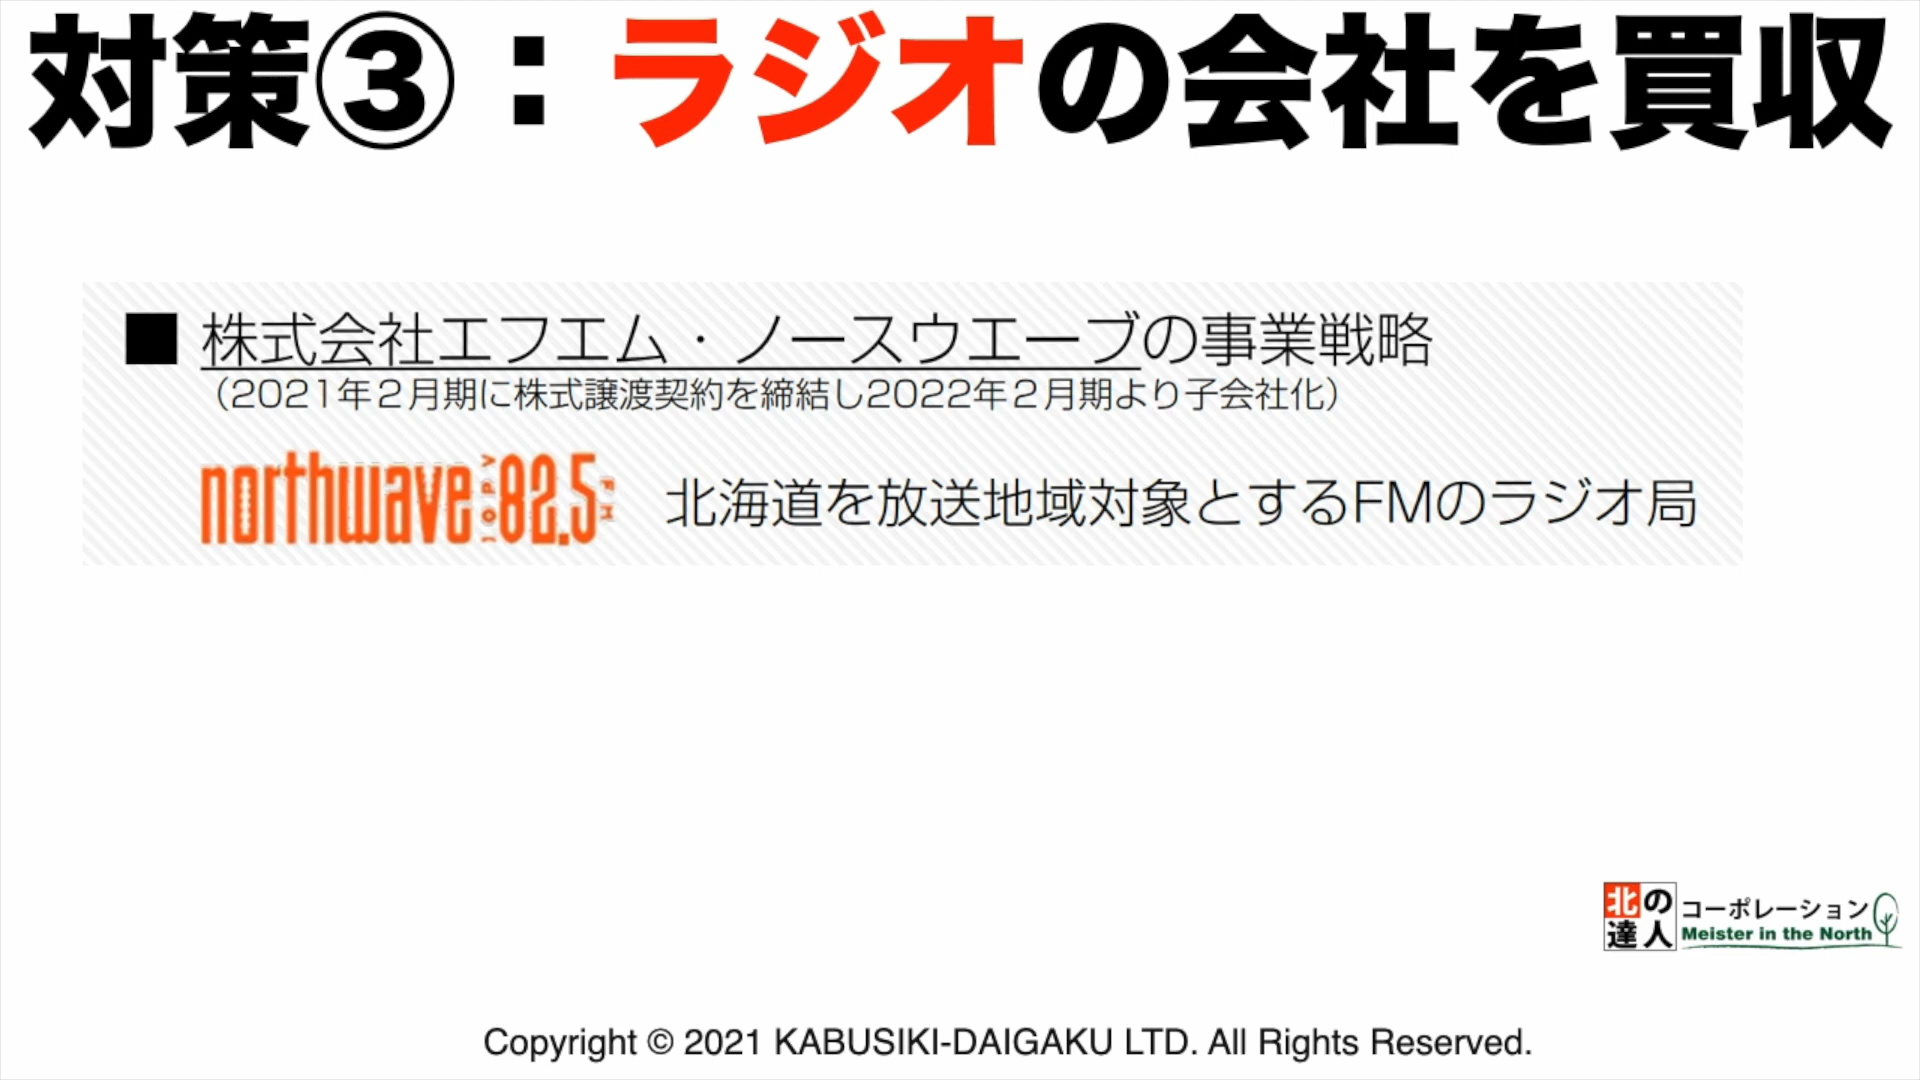 対策③：ラジオの会社を買収
■ 株式会社エフエム・ノースウエーブの事業戦略
（2021年２月期に株式譲渡契約を締結し2022年２月期より子会社化）
northwave JOPV 82.5 FM
北海道を放送地域対象とするFMのラジオ局
北の達人
コーポレーション
Meister in the North
Copyright © 2021 KABUSIKI-DAIGAKU LTD. All Rights Reserved.